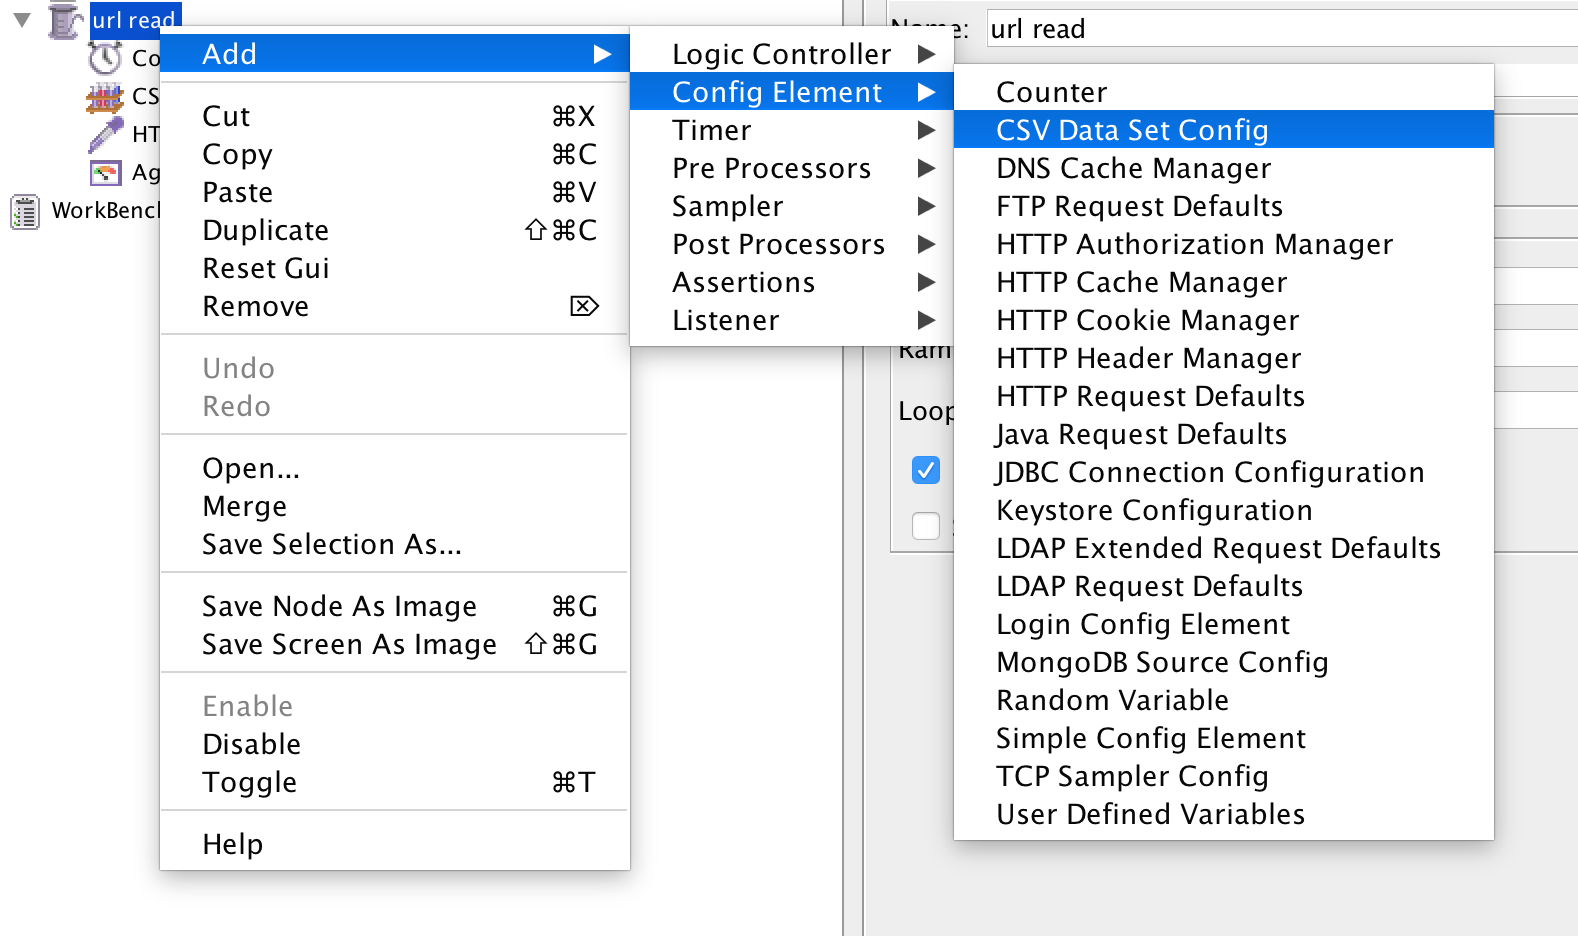 url read
Co
CS
HT
Ag
WorkBench
Add
Cut ⌘X
Copy ⌘C
Paste ⌘V
Duplicate ⇧⌘C
Reset Gui
Remove ⌦
Undo
Redo
Open...
Merge
Save Selection As...
Save Node As Image ⌘G
Save Screen As Image ⇧⌘G
Enable
Disable
Toggle ⌘T
Help
Logic Controller
Config Element
Timer
Pre Processors
Sampler
Post Processors
Assertions
Listener
Name: url read
Ram
Loop
Counter
CSV Data Set Config
DNS Cache Manager
FTP Request Defaults
HTTP Authorization Manager
HTTP Cache Manager
HTTP Cookie Manager
HTTP Header Manager
HTTP Request Defaults
Java Request Defaults
JDBC Connection Configuration
Keystore Configuration
LDAP Extended Request Defaults
LDAP Request Defaults
Login Config Element
MongoDB Source Config
Random Variable
Simple Config Element
TCP Sampler Config
User Defined Variables